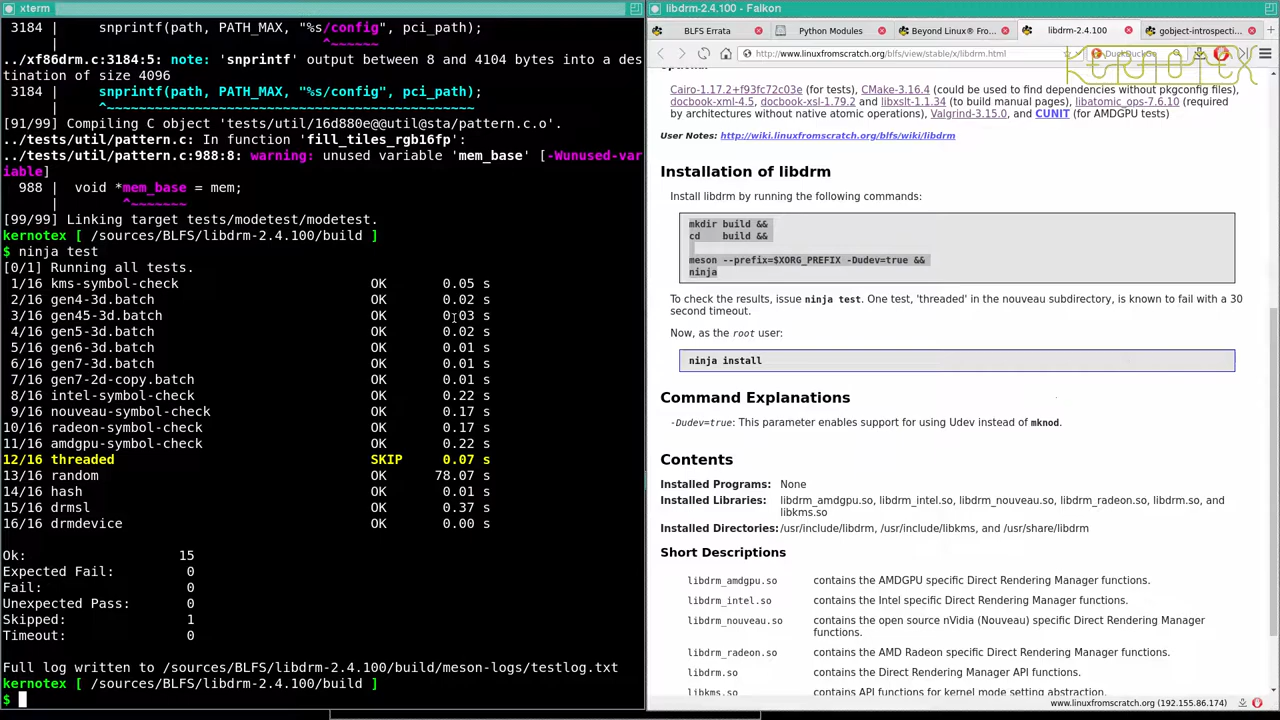 xterm
3184 |     snprintf(path, PATH_MAX, "%s/config", pci_path);
     |                                 ^~~~~~~
../xf86drm.c:3184:5: note: 'snprintf' output between 8 and 4104 bytes into a des
tination of size 4096
3184 |     snprintf(path, PATH_MAX, "%s/config", pci_path);
     |     ^~~~~~~~~~~~~~~~~~~~~~~~~~~~~~~~~~~~~~~~~~~~~~~
[91/99] Compiling C object 'tests/util/16d880e@@util@sta/pattern.c.o'.
../tests/util/pattern.c: In function 'fill_tiles_rgb16fp':
../tests/util/pattern.c:988:8: warning: unused variable 'mem_base' [-Wunused-var
iable]
988 |  void *mem_base = mem;
    |        ^~~~~~~~
[99/99] Linking target tests/modetest/modetest.
kernotex [ /sources/BLFS/libdrm-2.4.100/build ]
$ ninja test
[0/1] Running all tests.
1/16 kms-symbol-check                        OK       0.05 s
2/16 gen4-3d.batch                           OK       0.02 s
3/16 gen45-3d.batch                          OK       0.03 s
4/16 gen5-3d.batch                           OK       0.02 s
5/16 gen6-3d.batch                           OK       0.01 s
6/16 gen7-3d.batch                           OK       0.01 s
7/16 gen7-2d-copy.batch                      OK       0.01 s
8/16 intel-symbol-check                      OK       0.22 s
9/16 nouveau-symbol-check                    OK       0.17 s
10/16 radeon-symbol-check                    OK       0.17 s
11/16 amdgpu-symbol-check                    OK       0.22 s
12/16 threaded                               SKIP     0.07 s
13/16 random                                 OK      78.07 s
14/16 hash                                   OK       0.01 s
15/16 drmsl                                  OK       0.37 s
16/16 drmdevice                              OK       0.00 s
Ok:                   15
Expected Fail:         0
Fail:                  0
Unexpected Pass:       0
Skipped:               1
Timeout:               0
Full log written to /sources/BLFS/libdrm-2.4.100/build/meson-logs/testlog.txt
kernotex [ /sources/BLFS/libdrm-2.4.100/build ]
$
libdrm-2.4.100 - Falkon
BLFS Errata
Python Modules
Beyond Linux® Fro...
libdrm-2.4.100
gobject-introspecti...
http://www.linuxfromscratch.org/blfs/view/stable/x/libdrm.html
DuckDuckGo
KERNOTEX
Optional
Cairo-1.17.2+f93fc72c03e (for tests), CMake-3.16.4 (could be used to find dependencies without pkgconfig files),
docbook-xml-4.5, docbook-xsl-1.79.2 and libxslt-1.1.34 (to build manual pages), libatomic_ops-7.6.10 (required
by architectures without native atomic operations), Valgrind-3.15.0, and CUNIT (for AMDGPU tests)
User Notes: http://wiki.linuxfromscratch.org/blfs/wiki/libdrm
Installation of libdrm
Install libdrm by running the following commands:
mkdir build &&
cd    build &&
meson --prefix=$XORG_PREFIX -Dudev=true &&
ninja
To check the results, issue ninja test. One test, 'threaded' in the nouveau subdirectory, is known to fail with a 30
second timeout.
Now, as the root user:
ninja install
Command Explanations
-Dudev=true: This parameter enables support for using Udev instead of mknod.
Contents
Installed Programs: None
Installed Libraries: libdrm_amdgpu.so, libdrm_intel.so, libdrm_nouveau.so, libdrm_radeon.so, libdrm.so, and
libkms.so
Installed Directories: /usr/include/libdrm, /usr/include/libkms, and /usr/share/libdrm
Short Descriptions
libdrm_amdgpu.so contains the AMDGPU specific Direct Rendering Manager functions.
libdrm_intel.so contains the Intel specific Direct Rendering Manager functions.
libdrm_nouveau.so contains the open source nVidia (Nouveau) specific Direct Rendering Manager
functions.
libdrm_radeon.so contains the AMD Radeon specific Direct Rendering Manager functions.
libdrm.so contains the Direct Rendering Manager API functions.
libkms.so contains API functions for kernel mode setting abstraction.
www.linuxfromscratch.org (192.155.86.174)